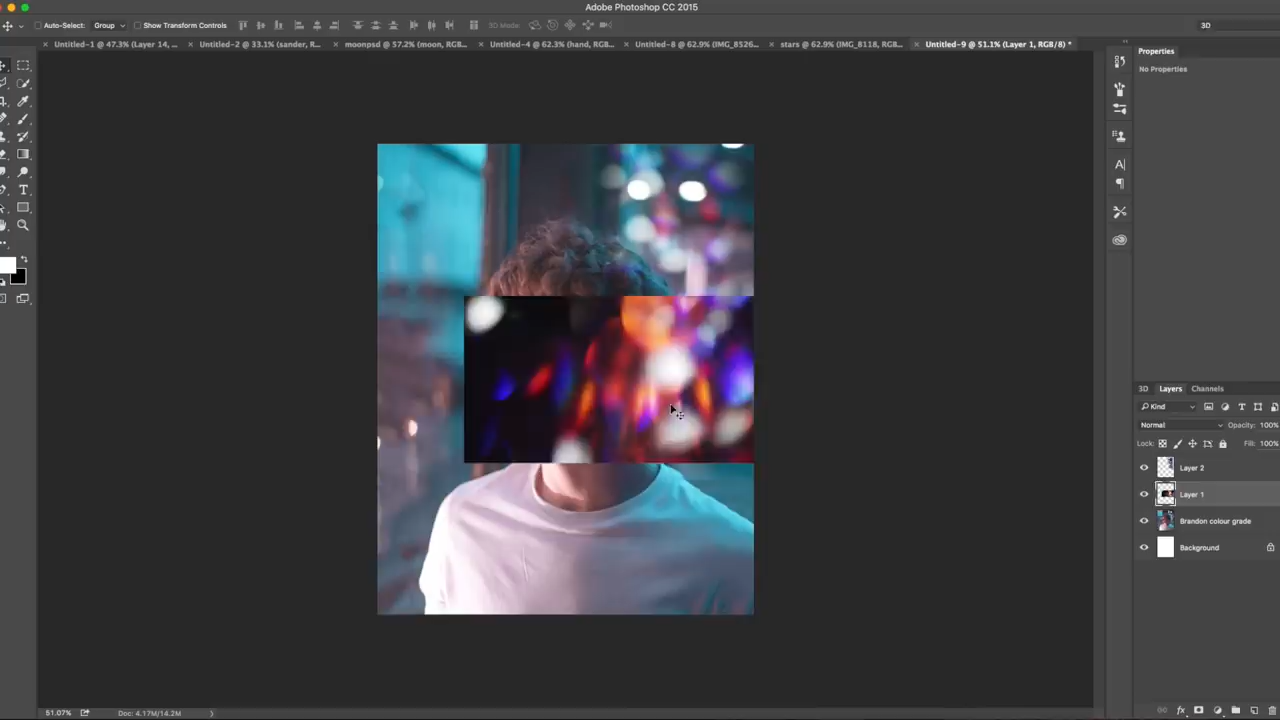 Adobe Photoshop CC 2015
Auto-Select: Group Show Transform Controls 3D Mode: 3D
Untitled-1 @ 47.3% (Layer 14, ... Untitled-2 @ 33.1% (sander, R... moonpsd @ 57.2% (moon, RGB... Untitled-4 @ 62.3% (hand, RGB... Untitled-8 @ 62.9% (IMG_8526... stars @ 62.9% (IMG_8118, RGB... Untitled-9 @ 51.1% (Layer 1, RGB/8) *
Properties
No Properties
3D Layers Channels
Kind
Normal Opacity: 100%
Lock: Fill: 100%
Layer 2
Layer 1
Brandon colour grade
Background
51.07% Doc: 4.17M/14.2M